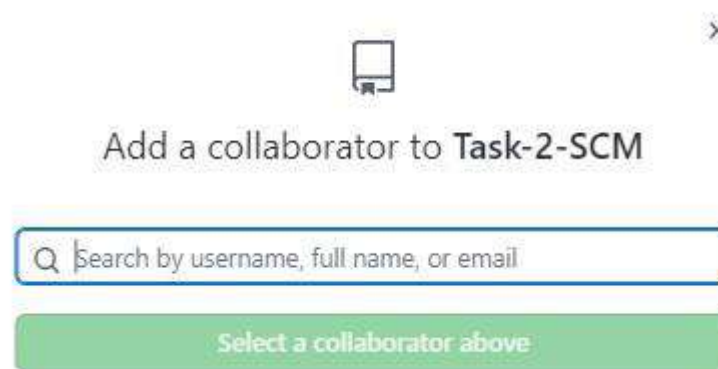 Add a collaborator to Task-2-SCM
Search by username, full name, or email
Select a collaborator above